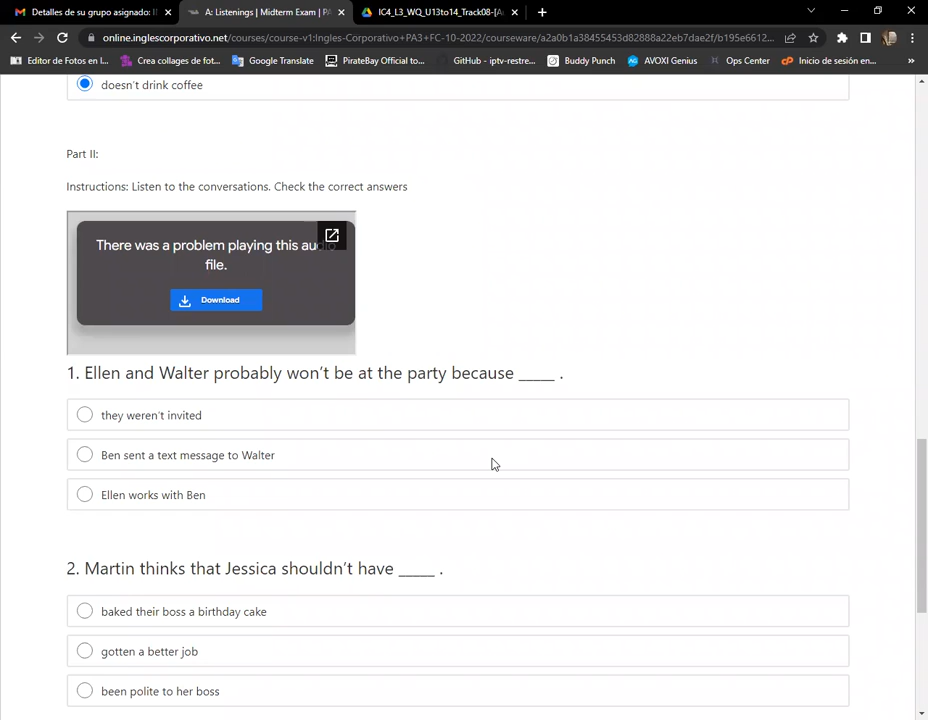 Detalles de su grupo asignado: I
A: Listenings | Midterm Exam | PA
IC4_L3_WQ_U13to14_Track08-[Au
online.inglescorporativo.net/courses/course-v1:Ingles-Corporativo+PA3+FC-10-2022/courseware/a2a0b1a38455453d82888a22eb7dae2f/b195e6612...
Editor de Fotos en l... Crea collages de fot... Google Translate PirateBay Official to... GitHub - iptv-restre... Buddy Punch AVOXI Genius Ops Center Inicio de sesión en... »
doesn't drink coffee
Part II:
Instructions: Listen to the conversations. Check the correct answers
There was a problem playing this audio
file.
Download
1. Ellen and Walter probably won't be at the party because _____ .
they weren't invited
Ben sent a text message to Walter
Ellen works with Ben
2. Martin thinks that Jessica shouldn't have _____ .
baked their boss a birthday cake
gotten a better job
been polite to her boss